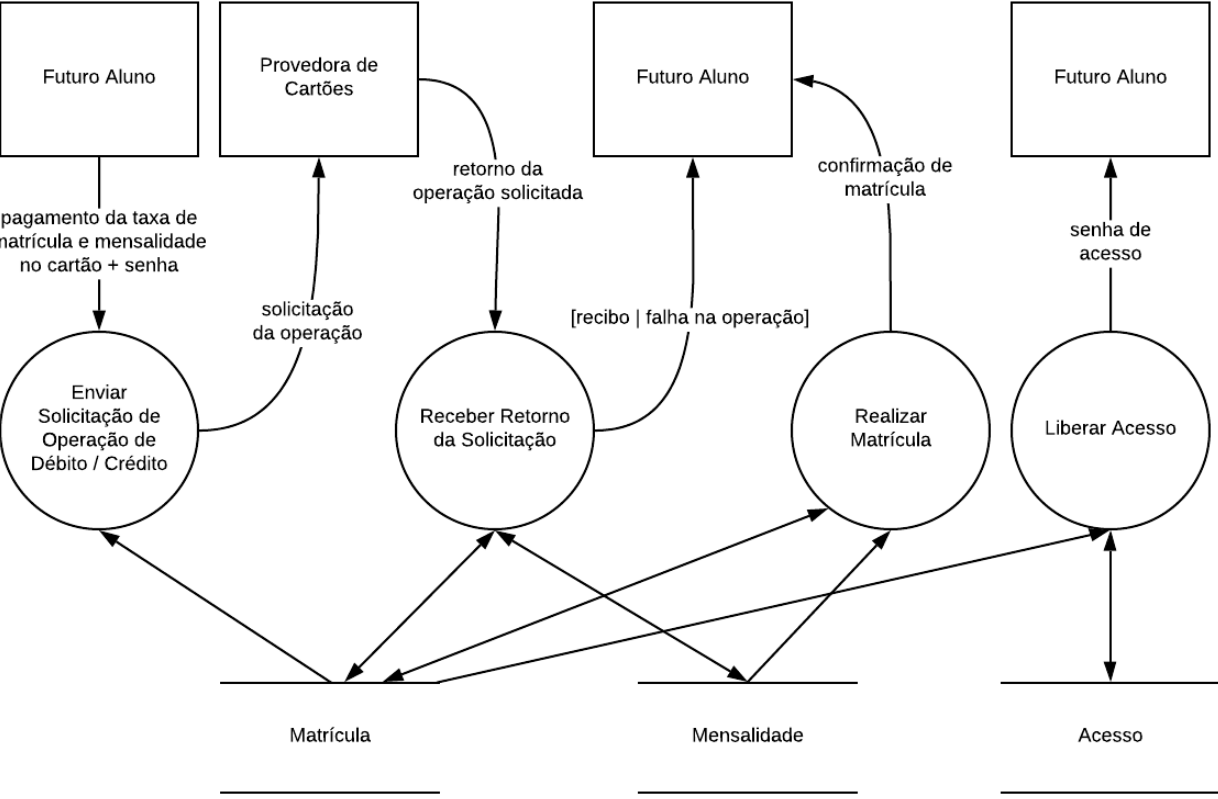 Futuro Aluno
Provedora de
Cartões
Futuro Aluno
Futuro Aluno
pagamento da taxa de
matrícula e mensalidade
no cartão + senha
solicitação
da operação
retorno da
operação solicitada
[recibo | falha na operação]
confirmação de
matrícula
senha de
acesso
Enviar
Solicitação de
Operação de
Débito / Crédito
Receber Retorno
da Solicitação
Realizar
Matrícula
Liberar Acesso
Matrícula
Mensalidade
Acesso